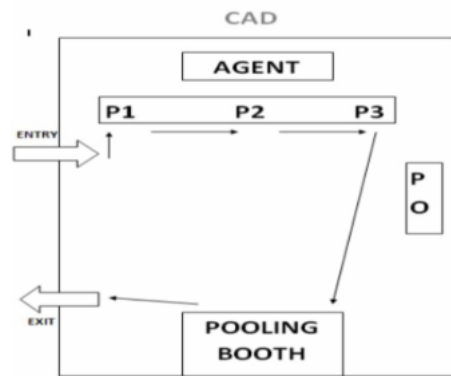 CAD
AGENT
P1 P2 P3
ENTRY
P
O
EXIT
POOLING
BOOTH